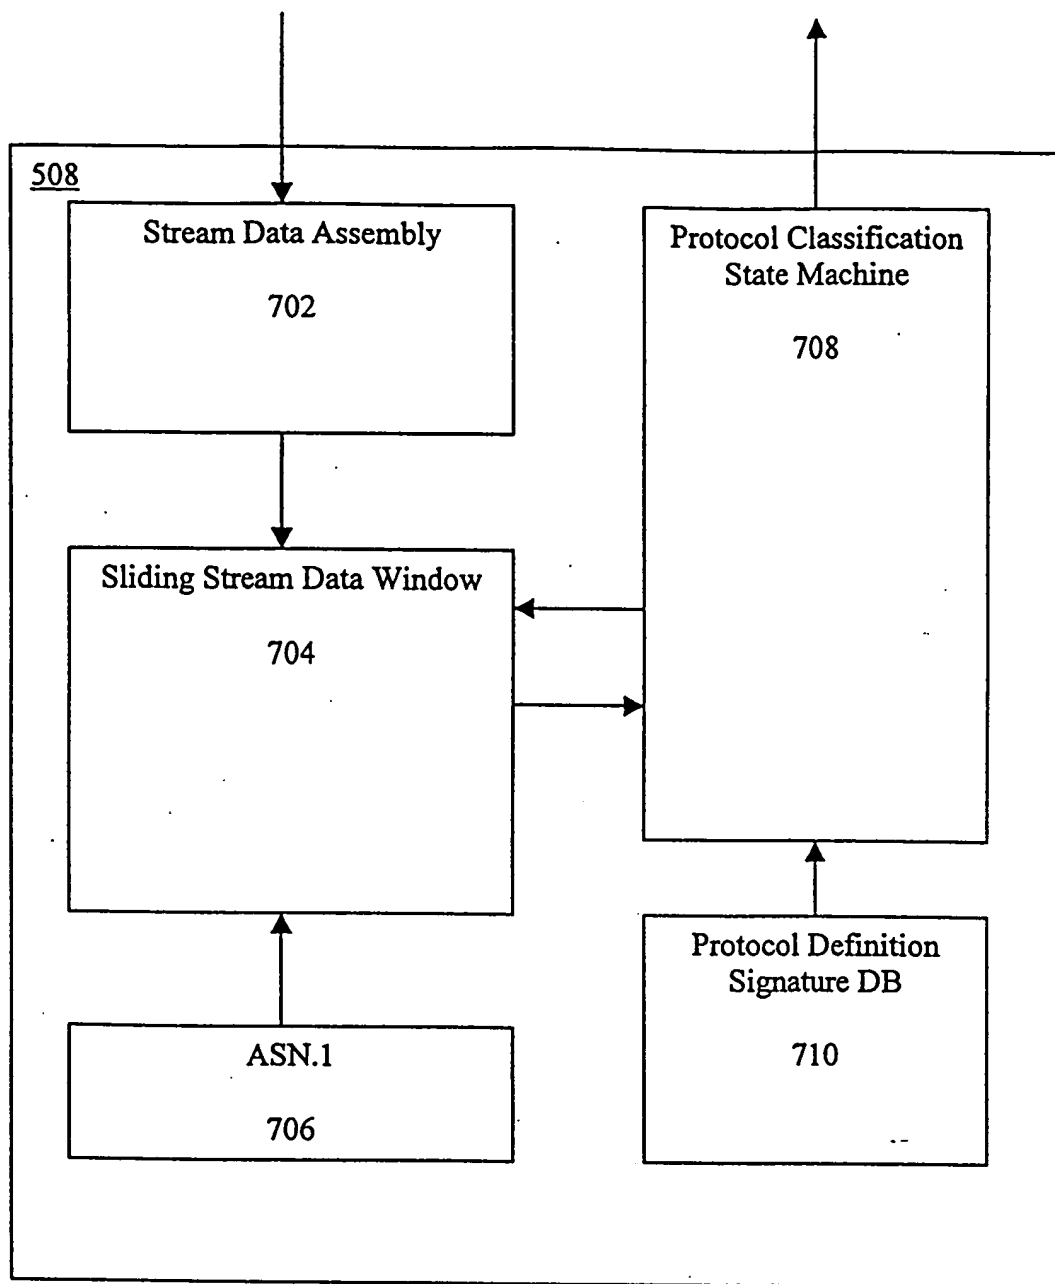 508
Stream Data Assembly
702
Protocol Classification
State Machine
708
Sliding Stream Data Window
704
ASN.1
706
Protocol Definition
Signature DB
710